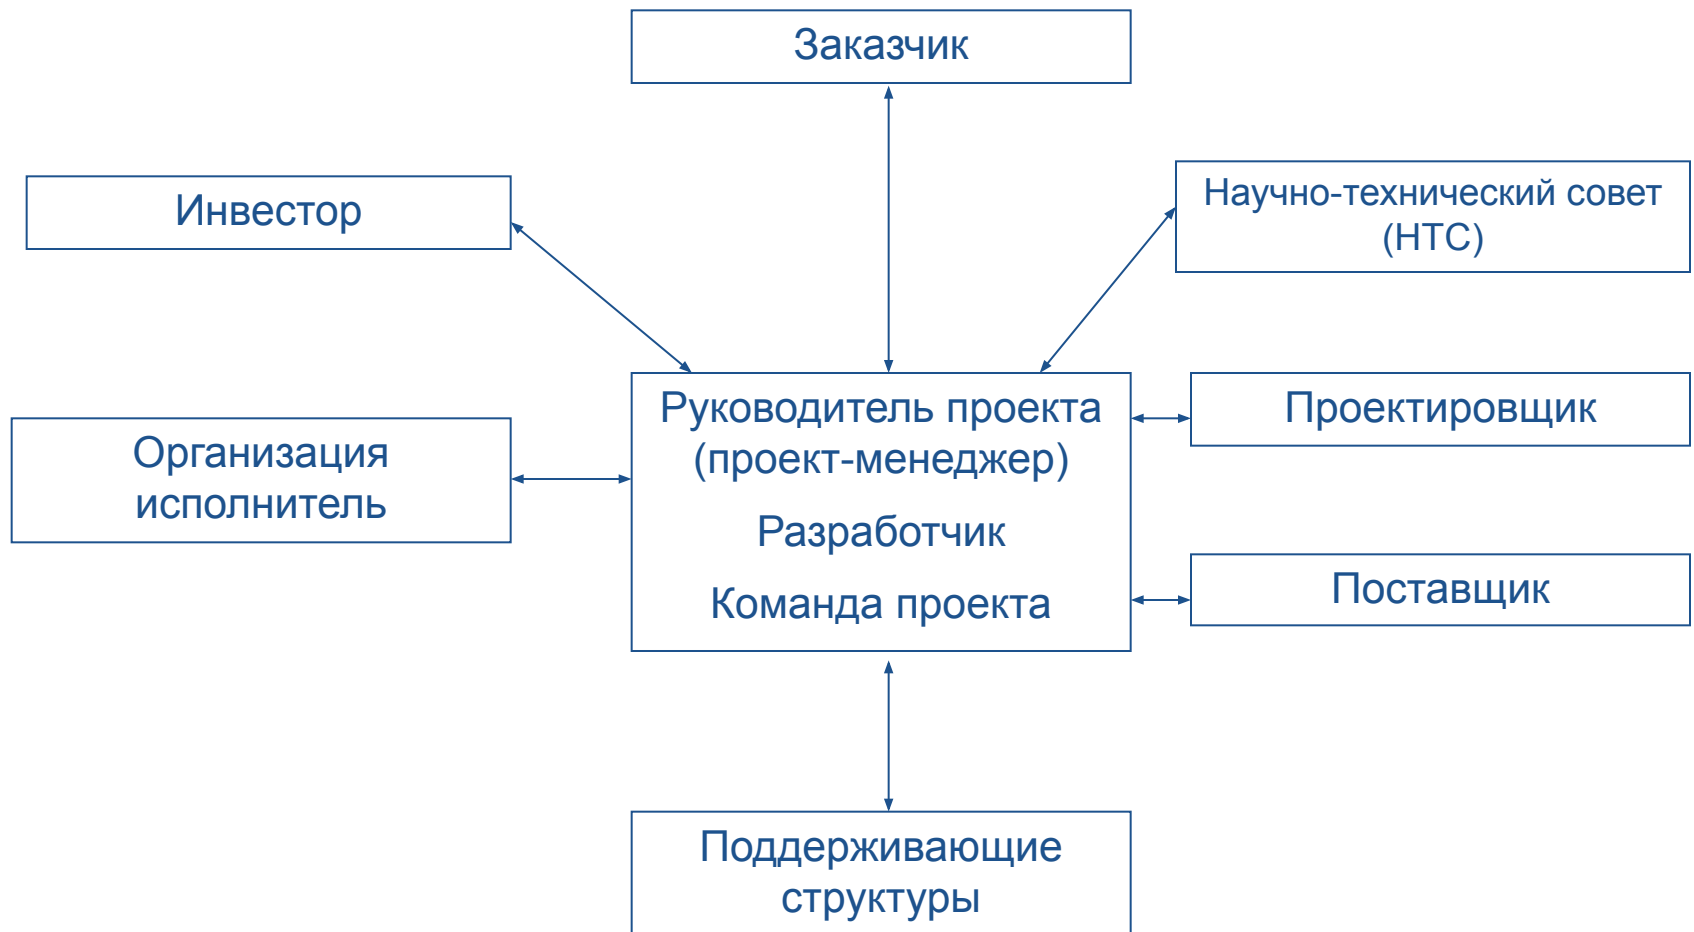 Заказчик
Инвестор
Научно-технический совет
(НТС)
Руководитель проекта
(проект-менеджер)
Разработчик
Команда проекта
Проектировщик
Организация
исполнитель
Поставщик
Поддерживающие
структуры